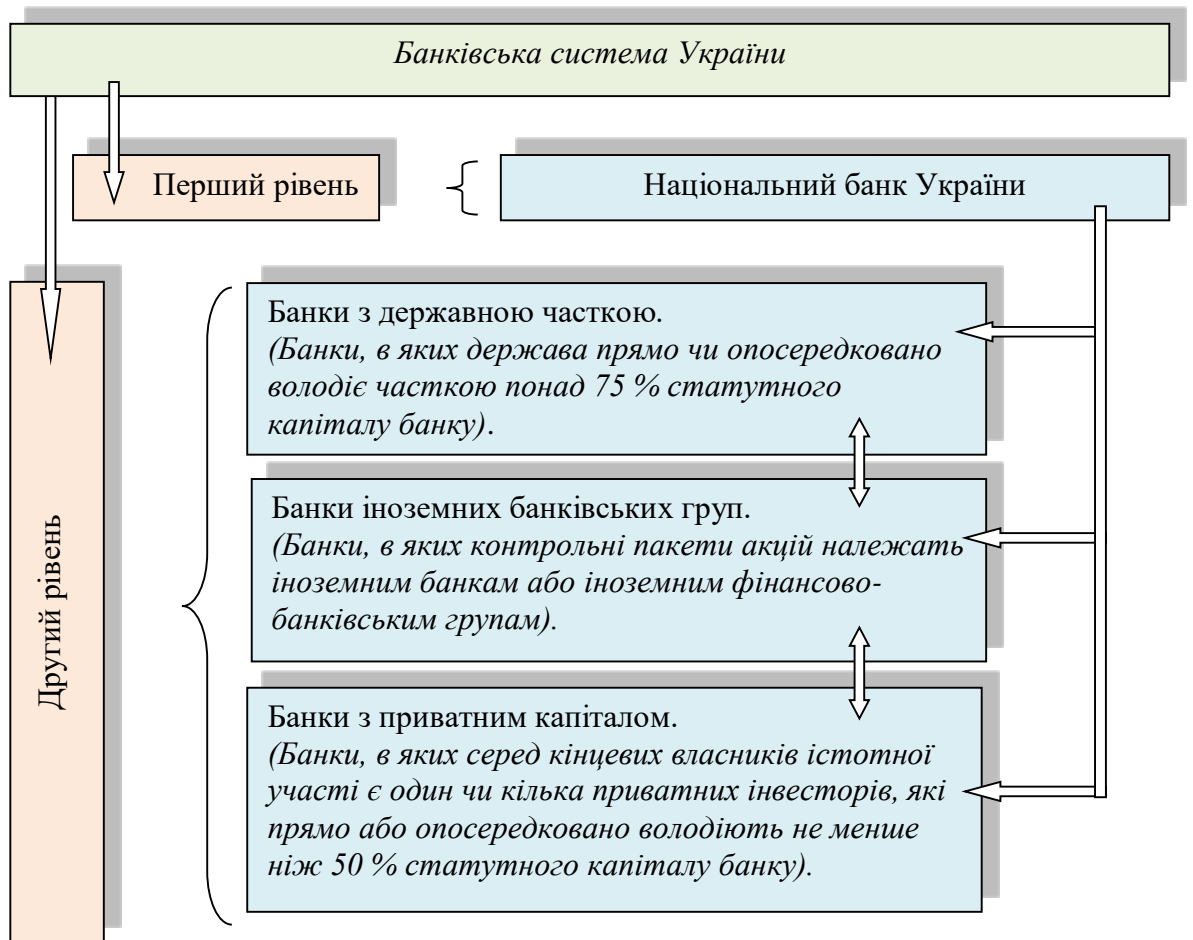 Банківська система України
Перший рівень
Національний банк України
Другий рівень
Банки з державною часткою.
(Банки, в яких держава прямо чи опосередковано
володіє часткою понад 75 % статутного
капіталу банку).
Банки іноземних банківських груп.
(Банки, в яких контрольні пакети акцій належать
іноземним банкам або іноземним фінансово-
банківським групам).
Банки з приватним капіталом.
(Банки, в яких серед кінцевих власників істотної
участі є один чи кілька приватних інвесторів, які
прямо або опосередковано володіють не менше
ніж 50 % статутного капіталу банку).